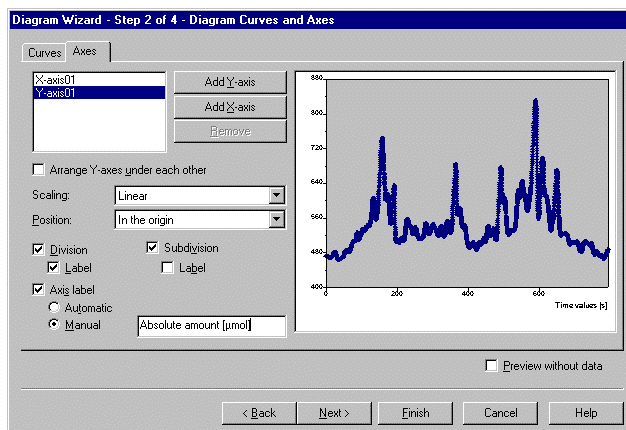 Diagram Wizard - Step 2 of 4 - Diagram Curves and Axes
Curves Axes
X-axis01
Y-axis01
Add Y-axis
Add X-axis
Remove
Arrange Y-axes under each other
Scaling: Linear
Position: In the origin
Division Subdivision
Label Label
Axis label
Automatic
Manual Absolute amount [µmol]
880
800
720
640
560
480
400
0 200 400 600
Time values [s]
Preview without data
< Back Next > Finish Cancel Help